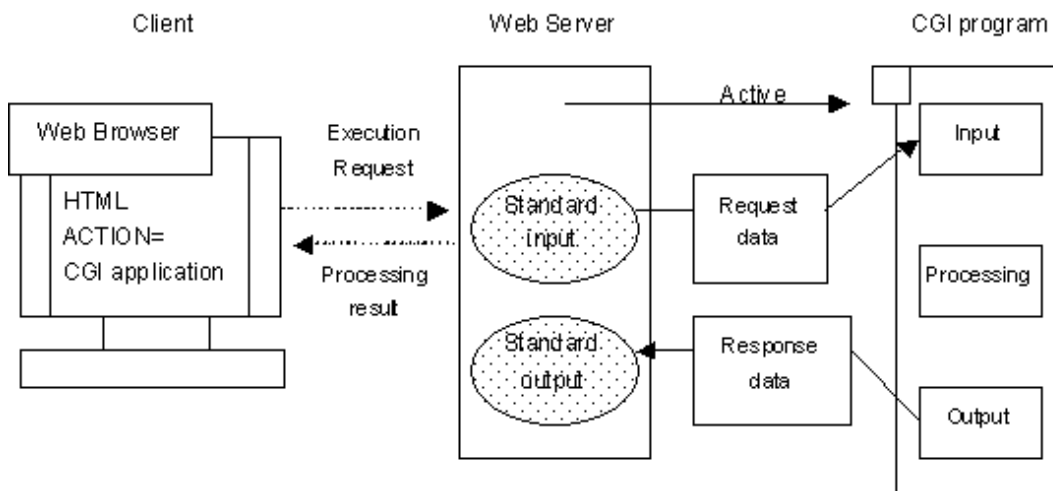 Client
Web Server
CGI program
Active
Web Browser
Execution
Request
Input
HTML
ACTION=
CGI application
Standard
input
Request
data
Processing
result
Processing
Standard
output
Response
data
Output